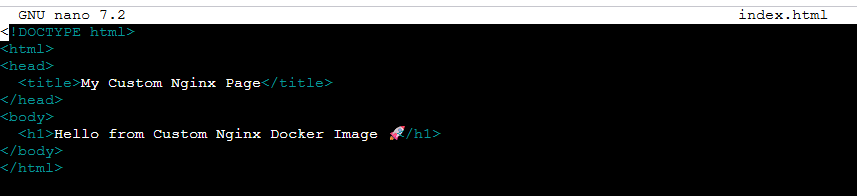 GNU nano 7.2 index.html
<!DOCTYPE html>
<html>
<head>
  <title>My Custom Nginx Page</title>
</head>
<body>
  <h1>Hello from Custom Nginx Docker Image 🚀/h1>
</body>
</html>